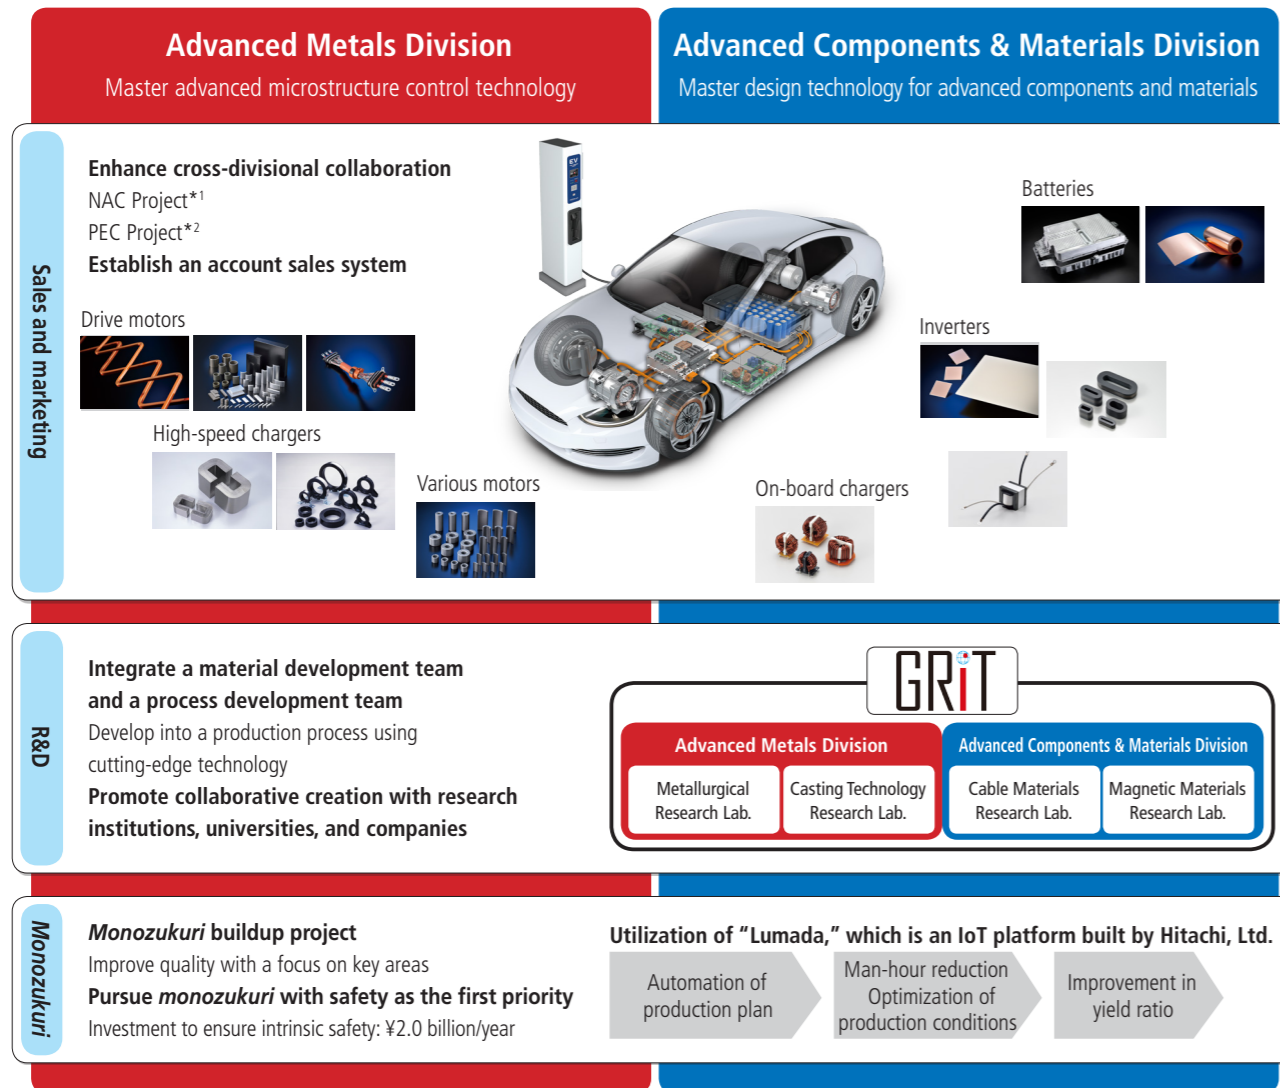 Advanced Metals Division
Master advanced microstructure control technology
Advanced Components & Materials Division
Master design technology for advanced components and materials
Sales and marketing
Enhance cross-divisional collaboration
NAC Project*1
PEC Project*2
Establish an account sales system
Drive motors
High-speed chargers
Various motors
EV
Batteries
Inverters
On-board chargers
R&D
Integrate a material development team
and a process development team
Develop into a production process using
cutting-edge technology
Promote collaborative creation with research
institutions, universities, and companies
GRiT
Advanced Metals Division
Metallurgical
Research Lab.
Casting Technology
Research Lab.
Advanced Components & Materials Division
Cable Materials
Research Lab.
Magnetic Materials
Research Lab.
Monozukuri
Monozukuri buildup project
Improve quality with a focus on key areas
Pursue monozukuri with safety as the first priority
Investment to ensure intrinsic safety: ¥2.0 billion/year
Utilization of “Lumada,” which is an IoT platform built by Hitachi, Ltd.
Automation of
production plan
Man-hour reduction
Optimization of
production conditions
Improvement in
yield ratio